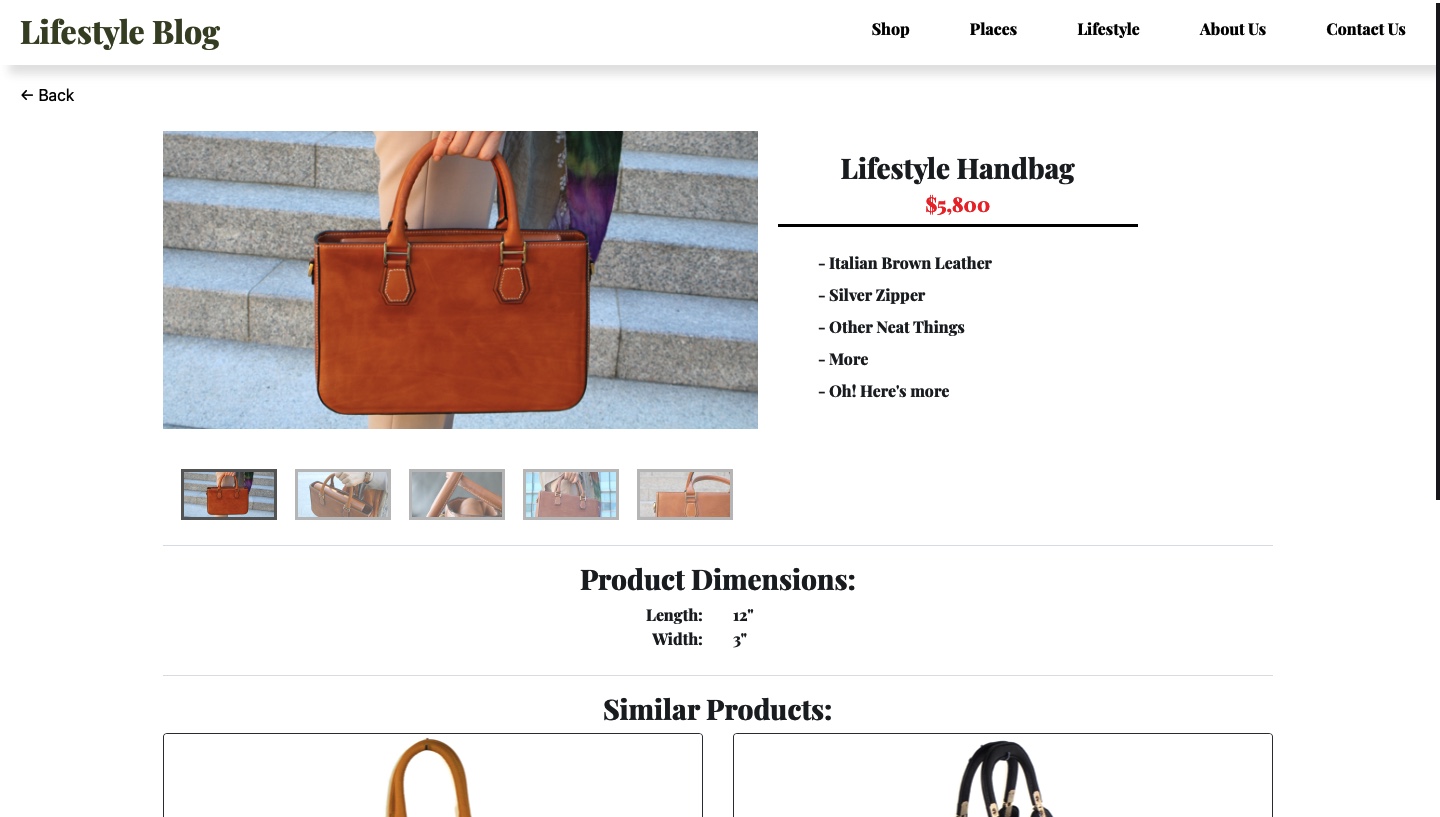 Lifestyle Blog
Shop Places Lifestyle About Us Contact Us
← Back
Lifestyle Handbag
$5,800
- Italian Brown Leather
- Silver Zipper
- Other Neat Things
- More
- Oh! Here's more
Product Dimensions:
Length: 12"
Width: 3"
Similar Products: